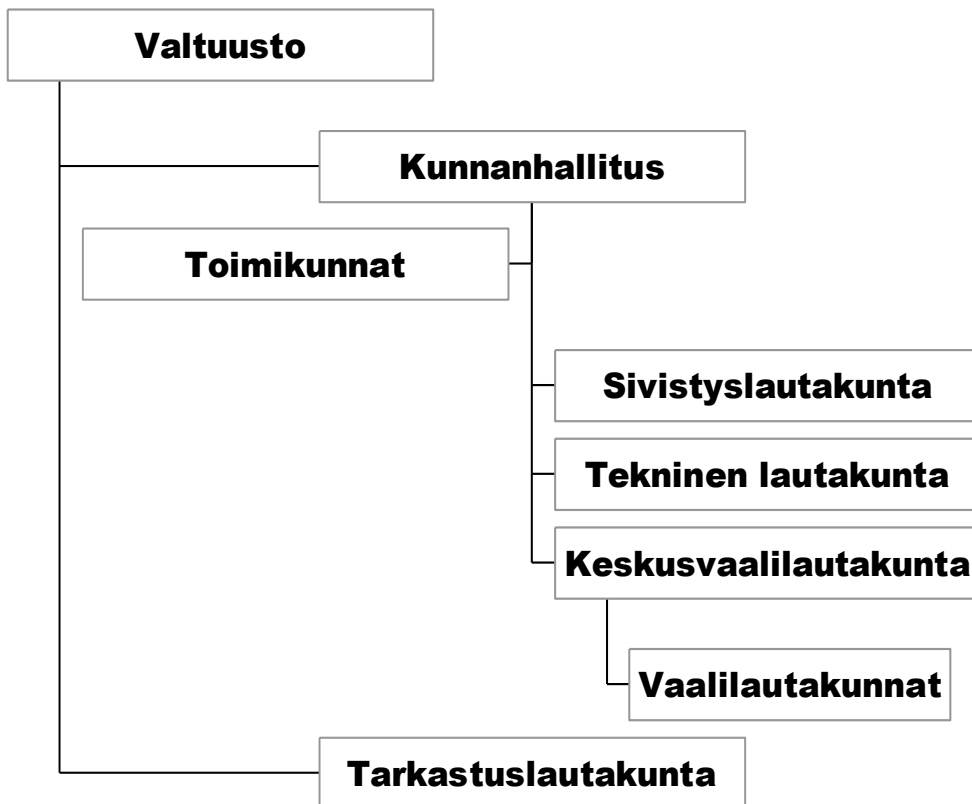 Valtuusto
Kunnanhallitus
Toimikunnat
Sivistyslautakunta
Tekninen lautakunta
Keskusvaalilautakunta
Vaalilautakunnat
Tarkastuslautakunta